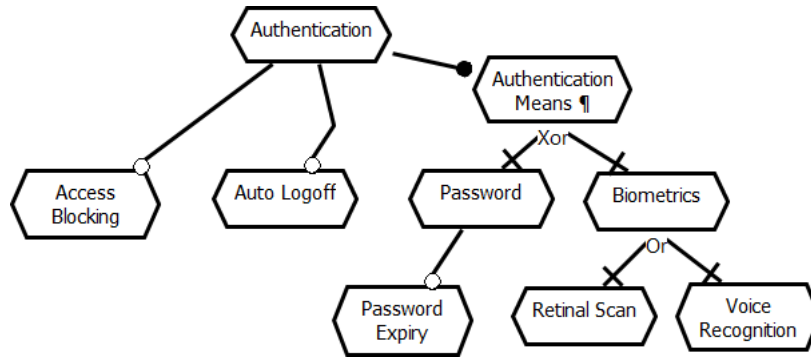 Authentication
Authentication
Means ¶
Xor
Access
Blocking
Auto Logoff
Password
Biometrics
Or
Password
Expiry
Retinal Scan
Voice
Recognition